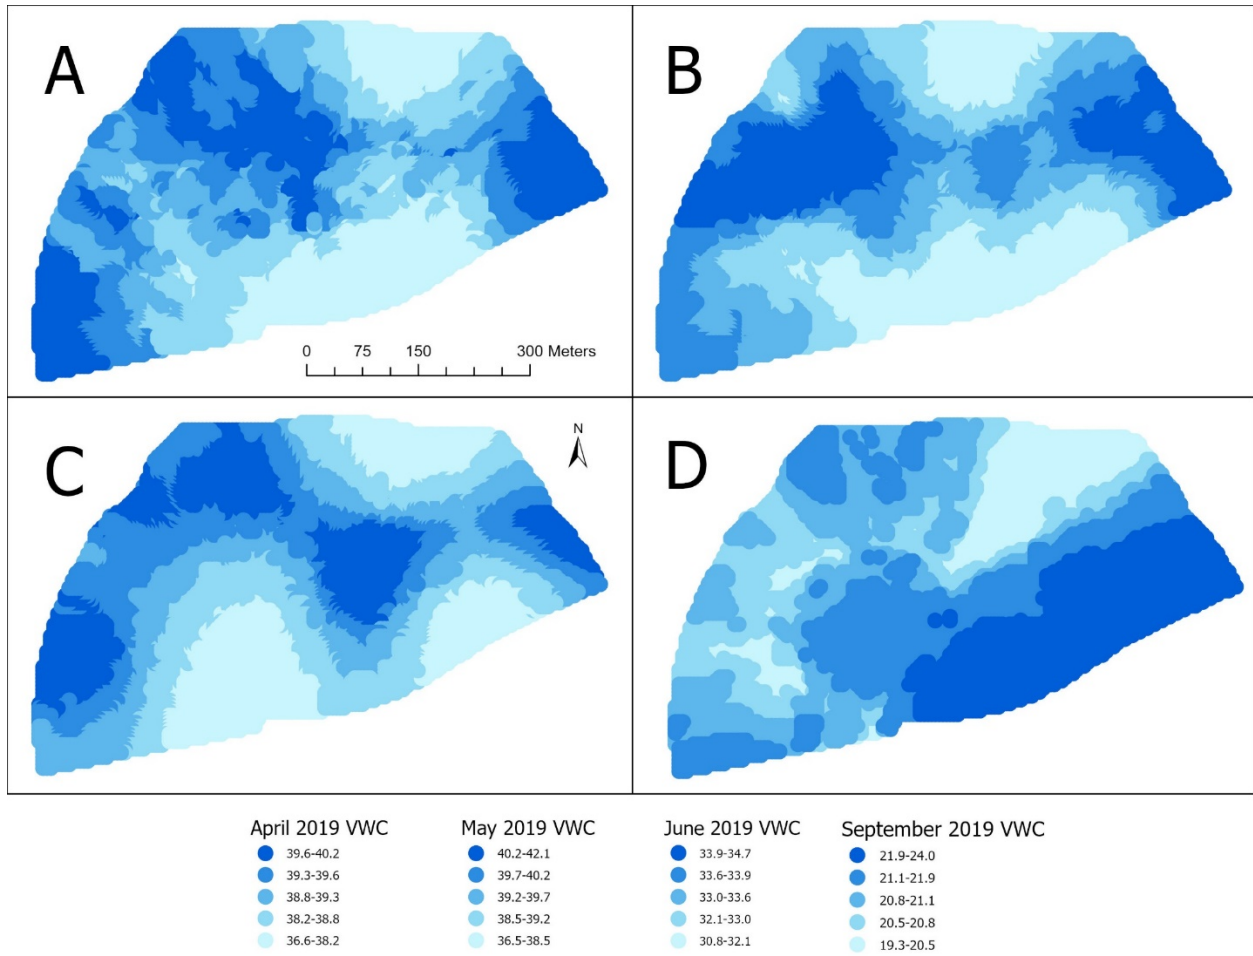 A
B
0 75 150 300 Meters
C
N
D
April 2019 VWC
39.6-40.2
39.3-39.6
38.8-39.3
38.2-38.8
36.6-38.2
May 2019 VWC
40.2-42.1
39.7-40.2
39.2-39.7
38.5-39.2
36.5-38.5
June 2019 VWC
33.9-34.7
33.6-33.9
33.0-33.6
32.1-33.0
30.8-32.1
September 2019 VWC
21.9-24.0
21.1-21.9
20.8-21.1
20.5-20.8
19.3-20.5